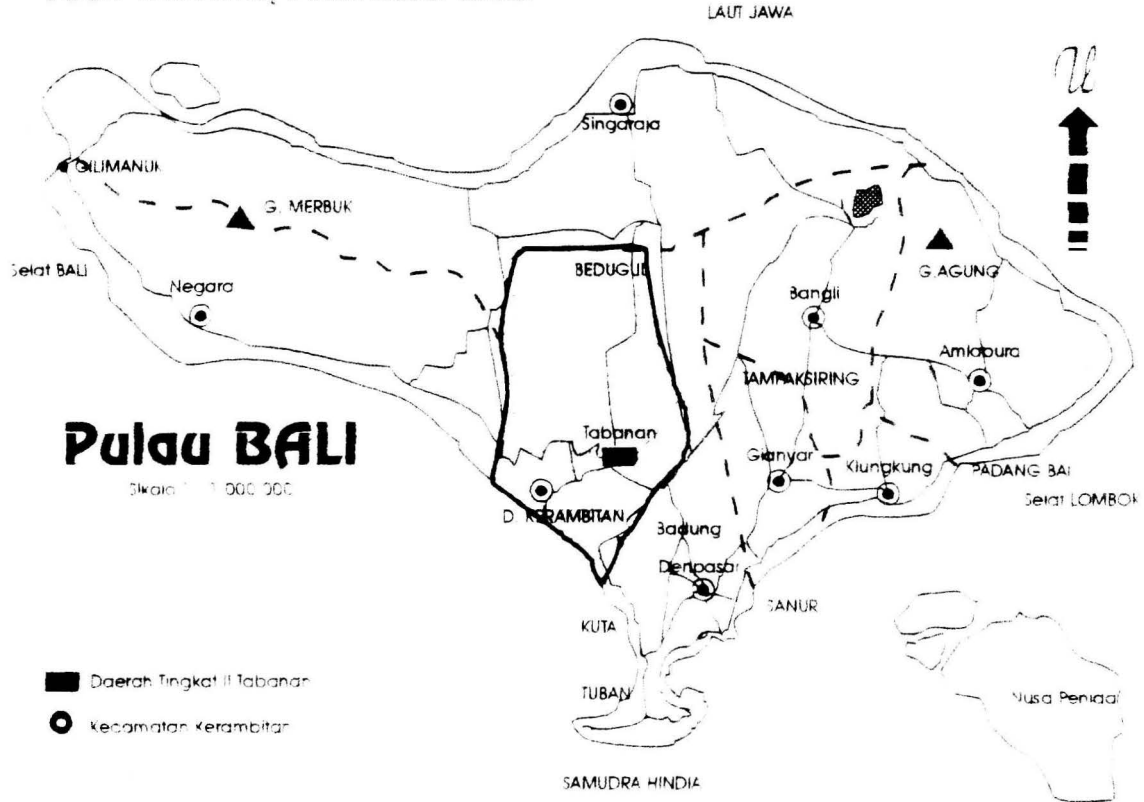 LAUT JAWA
U
Singaraja
GILIMANUK
G. MERBUK
Selat BALI
BEDUGUL
G.AGUNG
Negara
Bangli
Amlapura
TAMPAKSIRING
Pulau BALI
Tabanan
Gianyar
Klungkung
PADANG BAI
Selat LOMBOK
D. KERAMBITAN
Badung
Denpasar
SANUR
KUTA
Daerah Tingkat II Tabanan
TUBAN
Nusa Penida
Kecamatan Kerambitan
SAMUDRA HINDIA